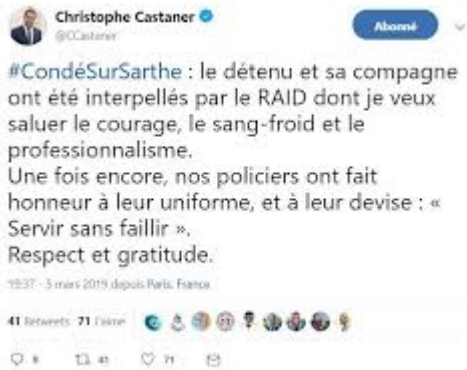 Christophe Castaner
@CCastaner
Abonné
#CondéSurSarthe : le détenu et sa compagne
ont été interpellés par le RAID dont je veux
saluer le courage, le sang-froid et le
professionnalisme.
Une fois encore, nos policiers ont fait
honneur à leur uniforme, et à leur devise : «
Servir sans faillir ».
Respect et gratitude.
19:37 - 5 mars 2019 depuis Paris, France
41 Retweets 71 J'aime
41 71